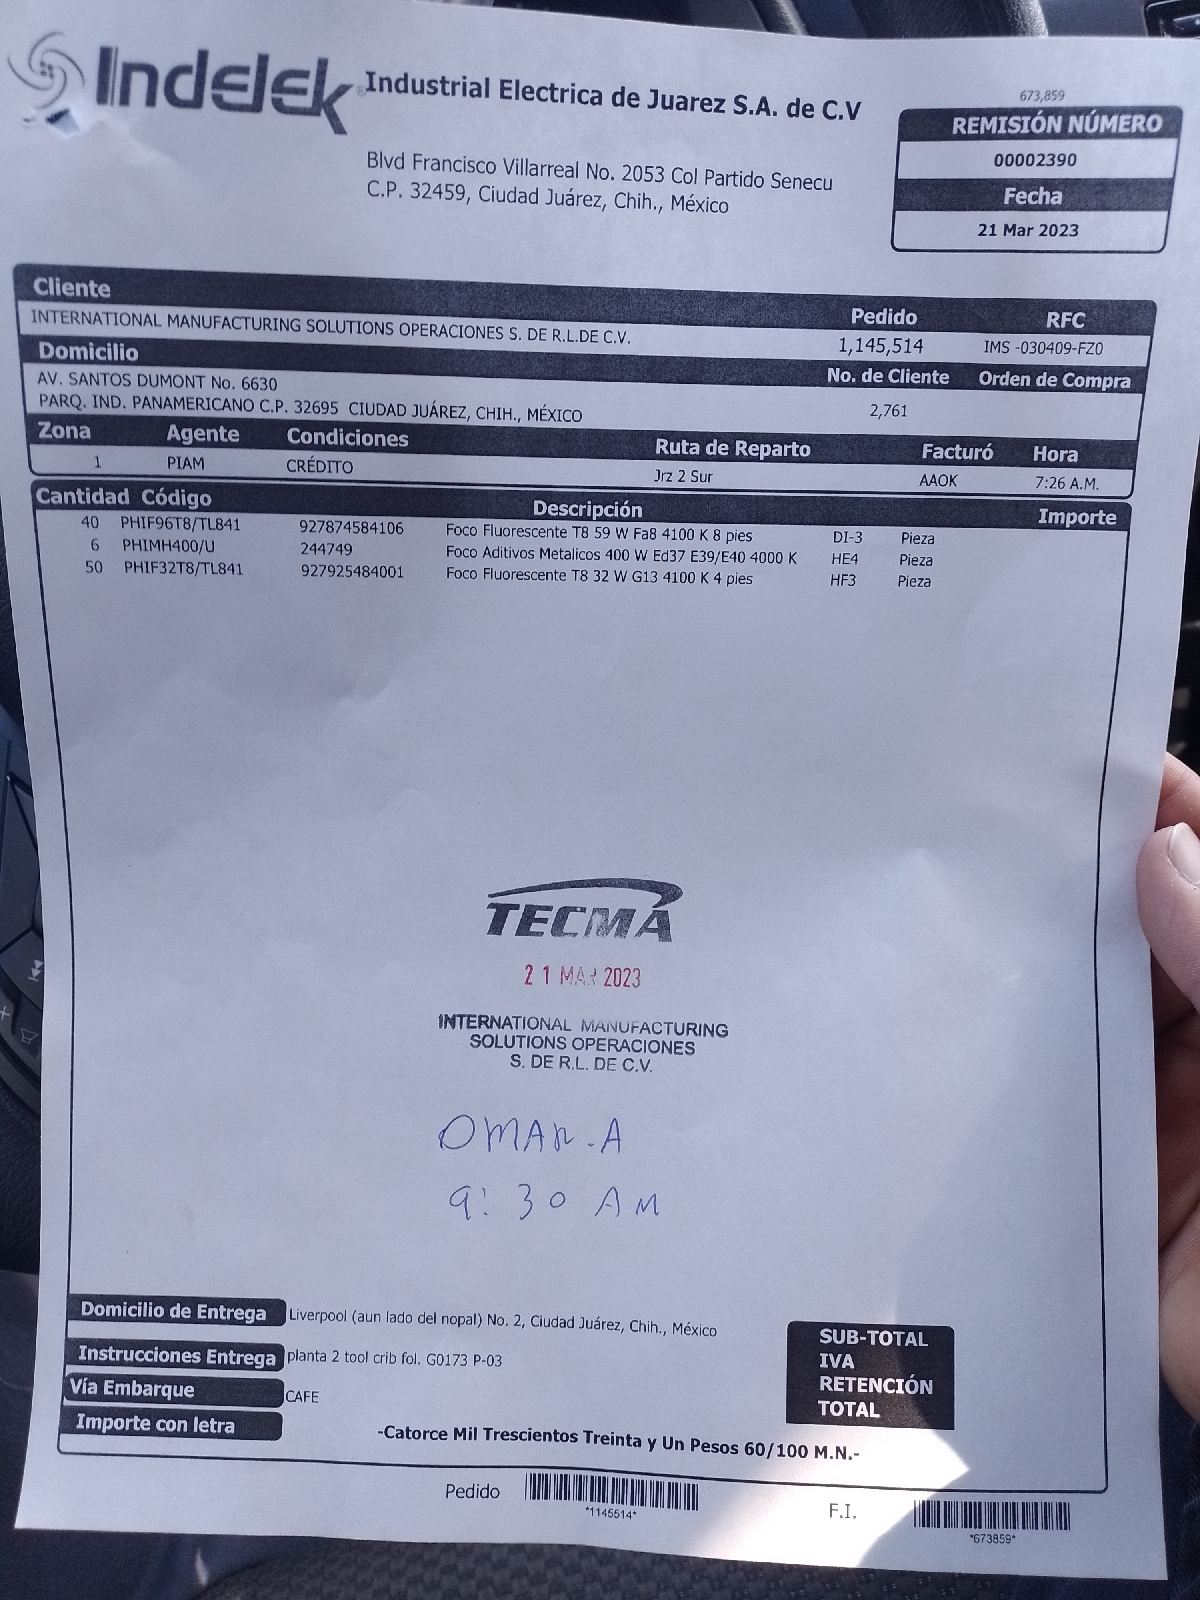 Indelek
Industrial Electrica de Juarez S.A. de C.V
Blvd Francisco Villarreal No. 2053 Col Partido Senecu
C.P. 32459, Ciudad Juárez, Chih., México
673,859
REMISIÓN NÚMERO
00002390
Fecha
21 Mar 2023
Cliente Pedido RFC
INTERNATIONAL MANUFACTURING SOLUTIONS OPERACIONES S. DE R.L.DE C.V. 1,145,514 IMS -030409-FZ0
Domicilio No. de Cliente Orden de Compra
AV. SANTOS DUMONT No. 6630
PARQ. IND. PANAMERICANO C.P. 32695 CIUDAD JUÁREZ, CHIH., MÉXICO 2,761
Zona Agente Condiciones Ruta de Reparto Facturó Hora
1 PIAM CRÉDITO Jrz 2 Sur AAOK 7:26 A.M.
Cantidad Código Descripción Importe
40 PHIF96T8/TL841 927874584106 Foco Fluorescente T8 59 W Fa8 4100 K 8 pies DI-3 Pieza
6 PHIMH400/U 244749 Foco Aditivos Metalicos 400 W Ed37 E39/E40 4000 K HE4 Pieza
50 PHIF32T8/TL841 927925484001 Foco Fluorescente T8 32 W G13 4100 K 4 pies HF3 Pieza
TECMA
21 MAR 2023
INTERNATIONAL MANUFACTURING
SOLUTIONS OPERACIONES
S. DE R.L. DE C.V.
OMAR.A
9:30 AM
Domicilio de Entrega Liverpool (aun lado del nopal) No. 2, Ciudad Juárez, Chih., México
Instrucciones Entrega planta 2 tool crib fol. G0173 P-03
Vía Embarque CAFE
Importe con letra -Catorce Mil Trescientos Treinta y Un Pesos 60/100 M.N.-
SUB-TOTAL
IVA
RETENCIÓN
TOTAL
Pedido *1145514* F.I. *673859*